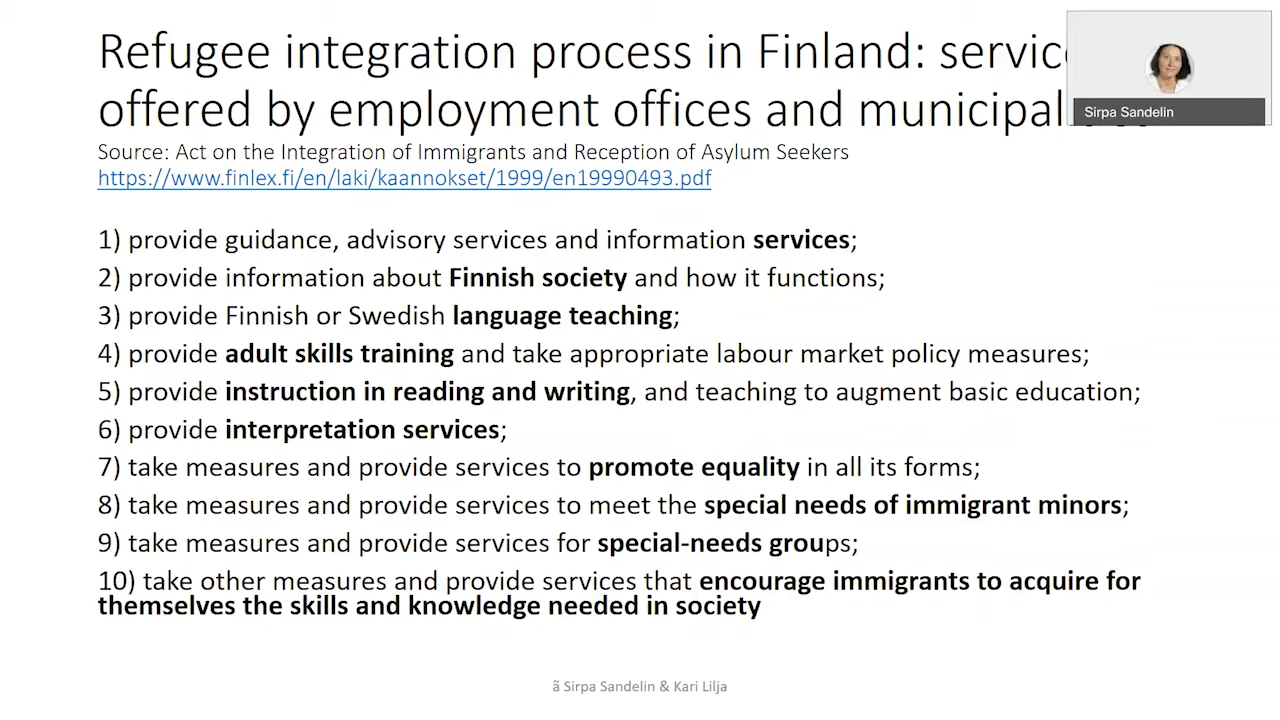 Refugee integration process in Finland: servic
offered by employment offices and municipal
Sirpa Sandelin
Source: Act on the Integration of Immigrants and Reception of Asylum Seekers
https://www.finlex.fi/en/laki/kaannokset/1999/en19990493.pdf
1) provide guidance, advisory services and information services;
2) provide information about Finnish society and how it functions;
3) provide Finnish or Swedish language teaching;
4) provide adult skills training and take appropriate labour market policy measures;
5) provide instruction in reading and writing, and teaching to augment basic education;
6) provide interpretation services;
7) take measures and provide services to promote equality in all its forms;
8) take measures and provide services to meet the special needs of immigrant minors;
9) take measures and provide services for special-needs groups;
10) take other measures and provide services that encourage immigrants to acquire for
themselves the skills and knowledge needed in society
ã Sirpa Sandelin & Kari Lilja